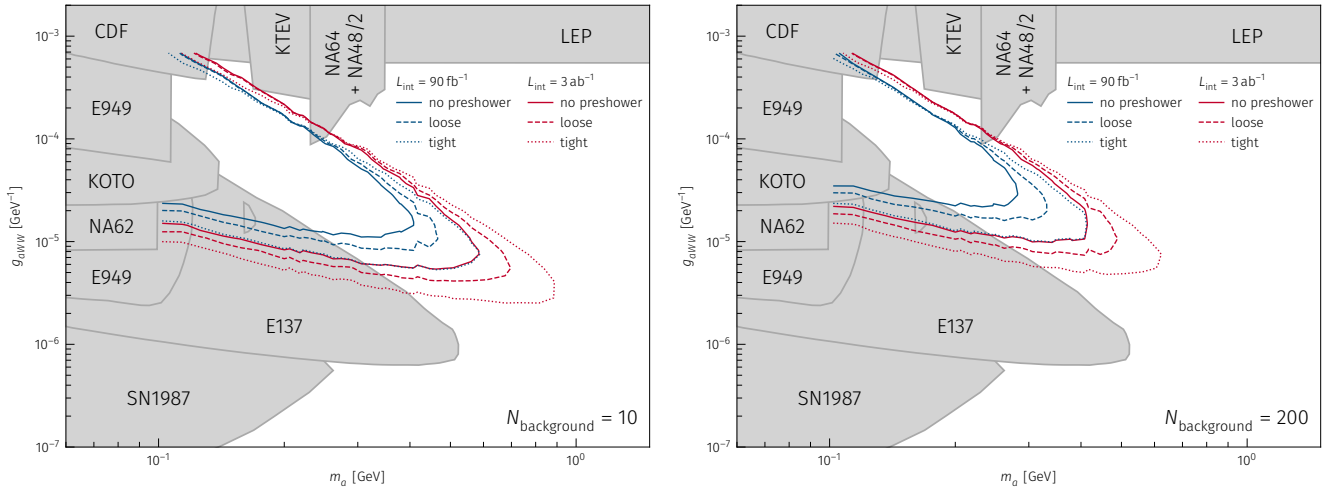 10⁻³
10⁻⁴
10⁻⁵
10⁻⁶
10⁻⁷
g_aWW [GeV⁻¹]
CDF
KTEV
NA64
+ NA48/2
LEP
E949
KOTO
NA62
E949
E137
SN1987
L_int = 90 fb⁻¹ L_int = 3 ab⁻¹
no preshower no preshower
loose loose
tight tight
N_background = 10
10⁻¹ 10⁰
m_a [GeV]
10⁻³
10⁻⁴
10⁻⁵
10⁻⁶
10⁻⁷
g_aWW [GeV⁻¹]
CDF
KTEV
NA64
+ NA48/2
LEP
E949
KOTO
NA62
E949
E137
SN1987
L_int = 90 fb⁻¹ L_int = 3 ab⁻¹
no preshower no preshower
loose loose
tight tight
N_background = 200
10⁻¹ 10⁰
m_a [GeV]